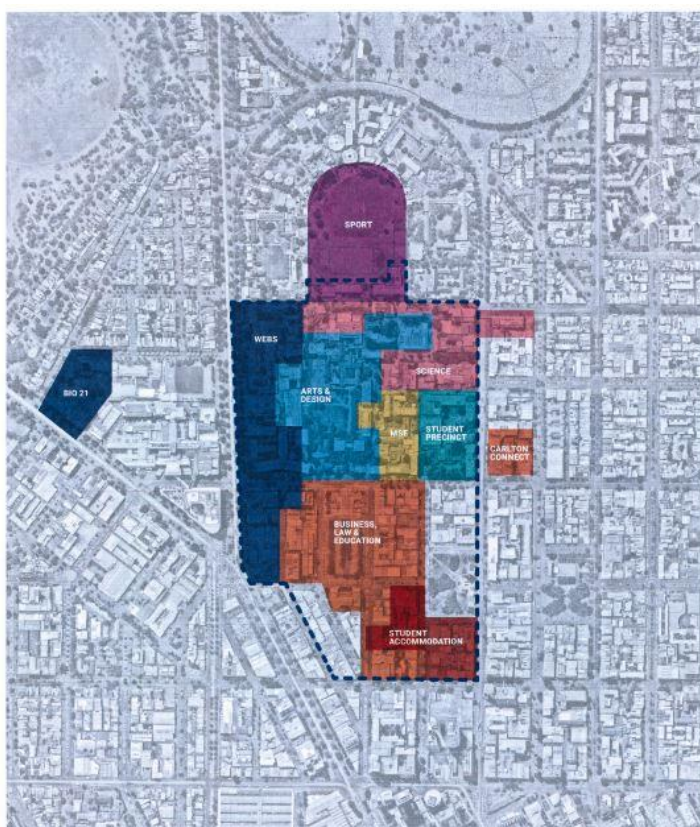 SPORT
WEBS
BIO 21
ARTS &
DESIGN
SCIENCE
MSE
STUDENT
PRECINCT
CARLTON
CONNECT
BUSINESS,
LAW &
EDUCATION
STUDENT
ACCOMMODATION